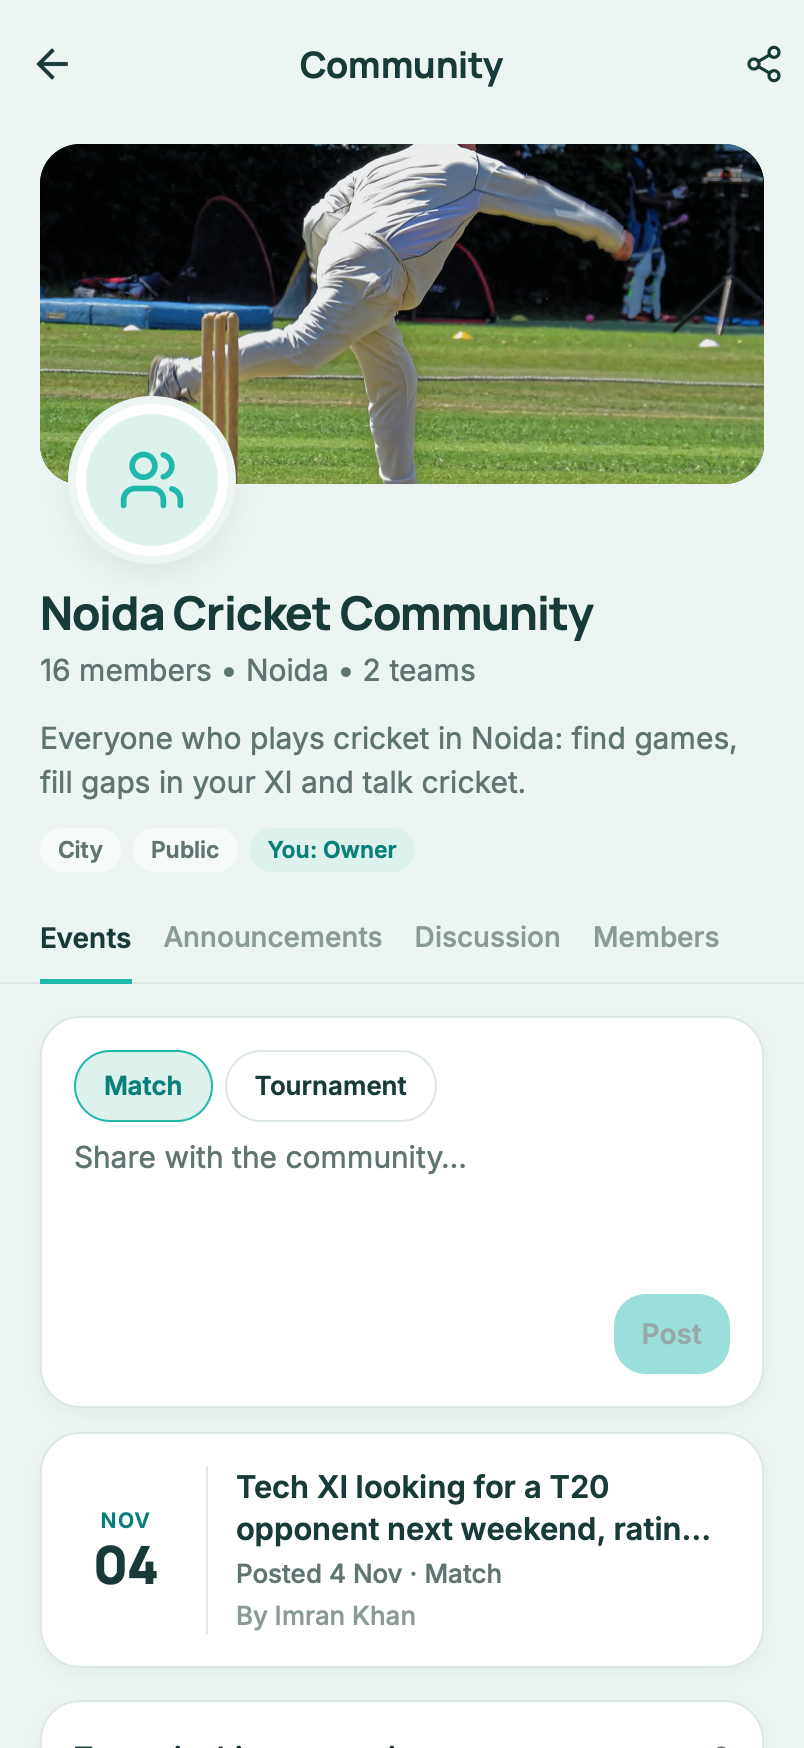 Community
Noida Cricket Community
16 members • Noida • 2 teams
Everyone who plays cricket in Noida: find games,
fill gaps in your XI and talk cricket.
City
Public
You: Owner
Events
Announcements
Discussion
Members
Match
Tournament
Share with the community...
Post
NOV
04
Tech XI looking for a T20
opponent next weekend, ratin...
Posted 4 Nov · Match
By Imran Khan